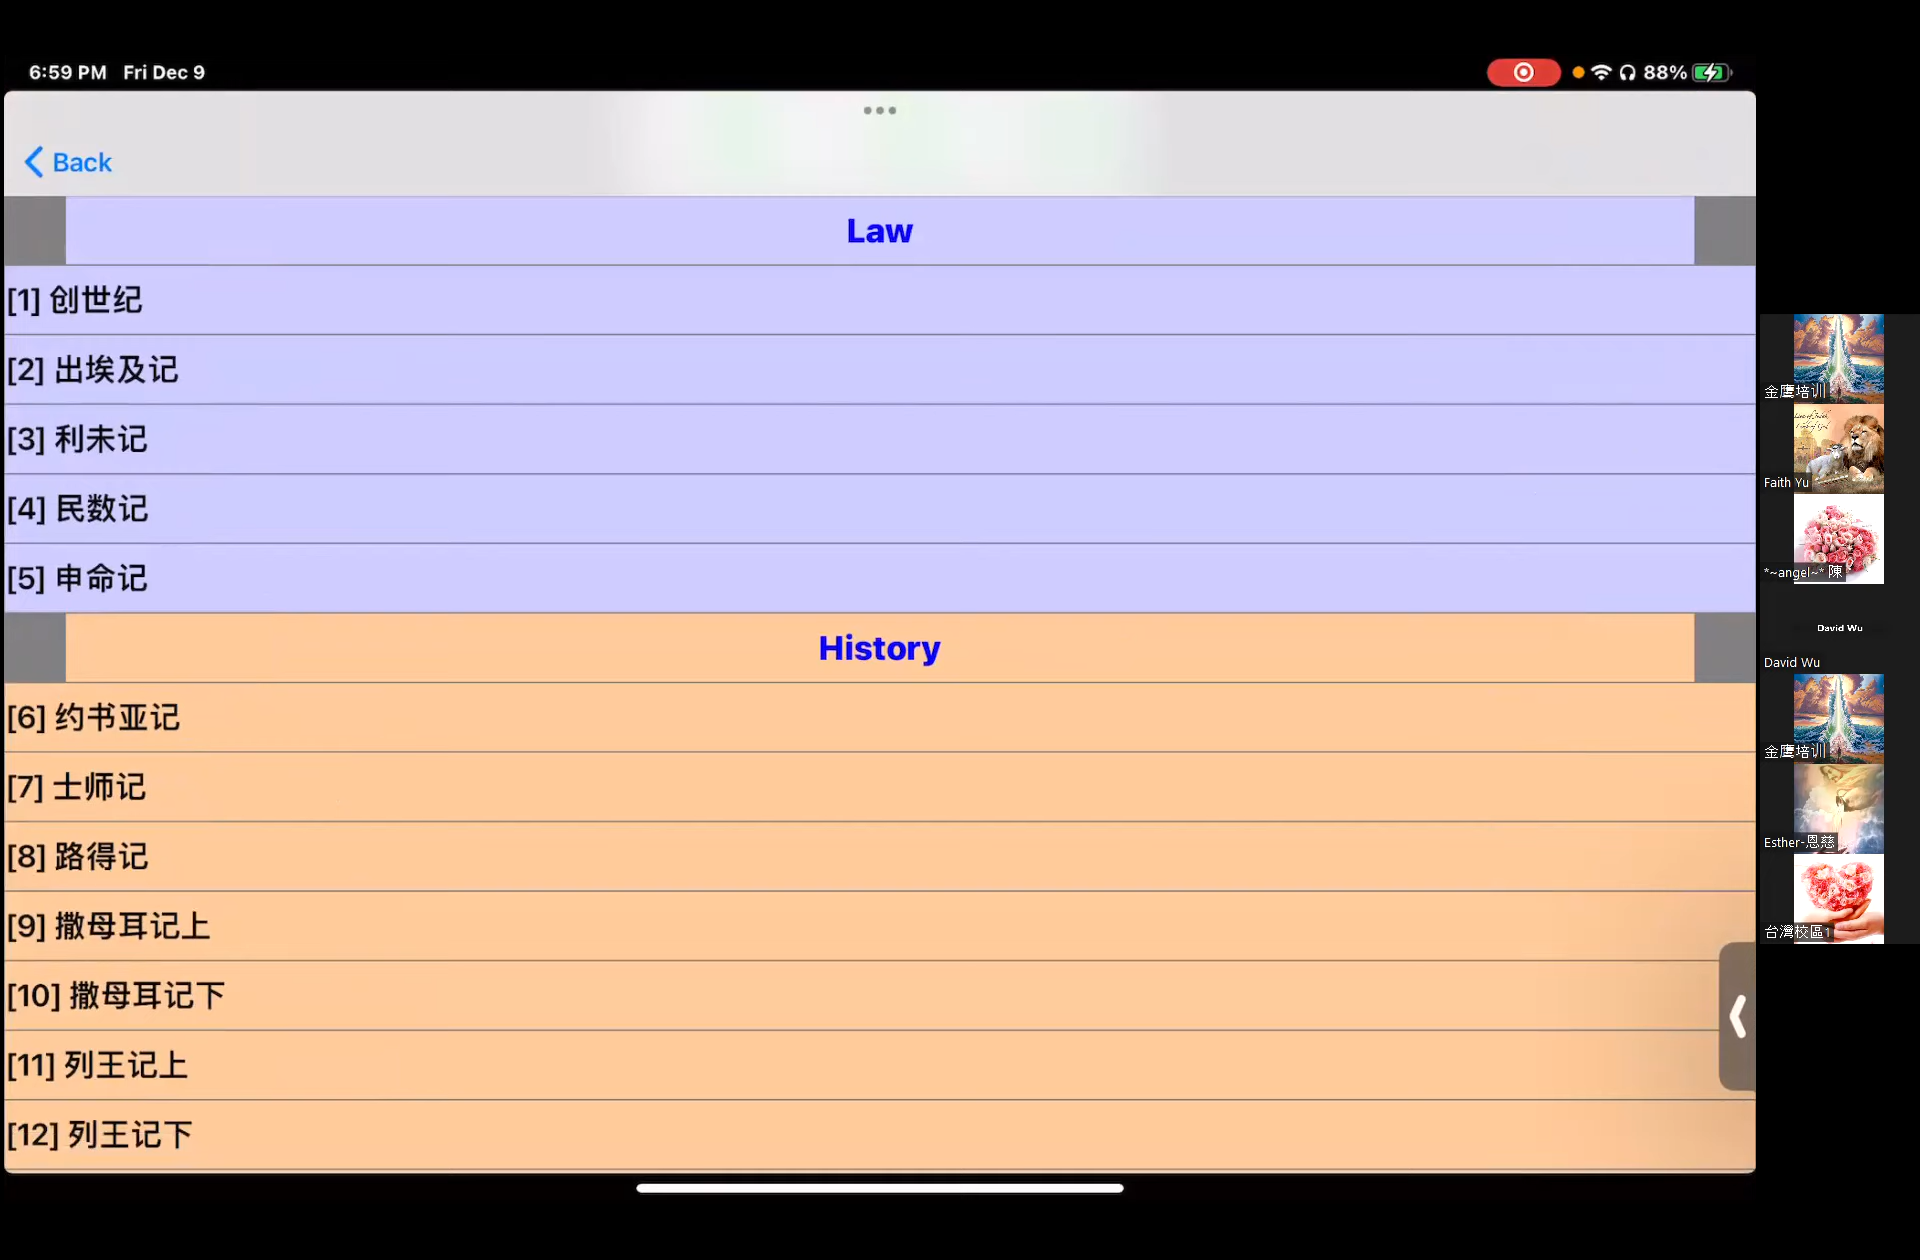 6:59 PM Fri Dec 9
88%
Back
Law
[1] 创世纪
[2] 出埃及记
[3] 利未记
[4] 民数记
[5] 申命记
History
[6] 约书亚记
[7] 士师记
[8] 路得记
[9] 撒母耳记上
[10] 撒母耳记下
[11] 列王记上
[12] 列王记下
金鷹培训
Faith Yu
*~angel~* 陳
David Wu
David Wu
金鷹培训
Esther-恩慈
台灣校區1